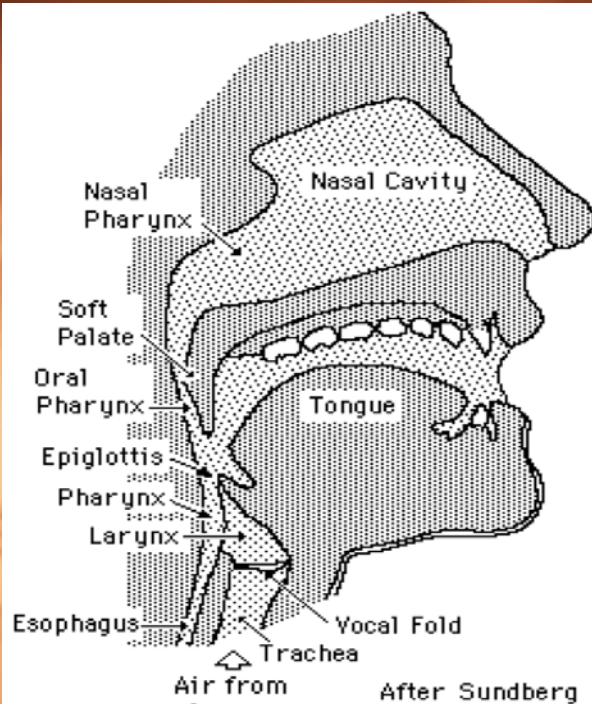 Nasal Cavity
Nasal
Pharynx
Soft
Palate
Oral
Pharynx
Tongue
Epiglottis
Pharynx
Larynx
Esophagus
Vocal Fold
Trachea
Air from
After Sundberg